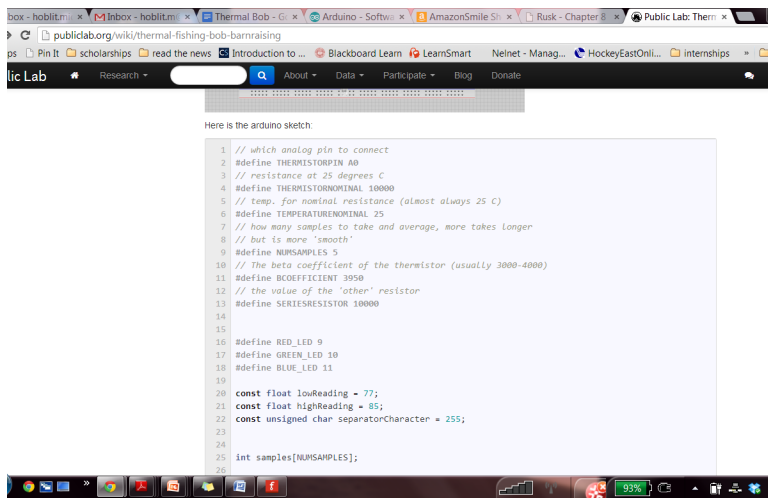 box - hoblit.m
Inbox - hoblit.m
Thermal Bob - G
Arduino - Softwa
AmazonSmile Sh
Rusk - Chapter 8
Public Lab: Therm
publiclab.org/wiki/thermal-fishing-bob-barnraising
ps
Pin It
scholarships
read the news
Introduction to ...
Blackboard Learn
LearnSmart
Nelnet - Manag...
HockeyEastOnli...
internships
»
lic Lab
Research
About
Data
Participate
Blog
Donate
Here is the arduino sketch:
1 // which analog pin to connect
2 #define THERMISTORPIN A0
3 // resistance at 25 degrees C
4 #define THERMISTORNOMINAL 10000
5 // temp. for nominal resistance (almost always 25 C)
6 #define TEMPERATURENOMINAL 25
7 // how many samples to take and average, more takes longer
8 // but is more 'smooth'
9 #define NUMSAMPLES 5
10 // The beta coefficient of the thermistor (usually 3000-4000)
11 #define BCOEFFICIENT 3950
12 // the value of the 'other' resistor
13 #define SERIESRESISTOR 10000
14
15
16 #define RED_LED 9
17 #define GREEN_LED 10
18 #define BLUE_LED 11
19
20 const float lowReading = 77;
21 const float highReading = 85;
22 const unsigned char separatorCharacter = 255;
23
24
25 int samples[NUMSAMPLES];
26
»
93%